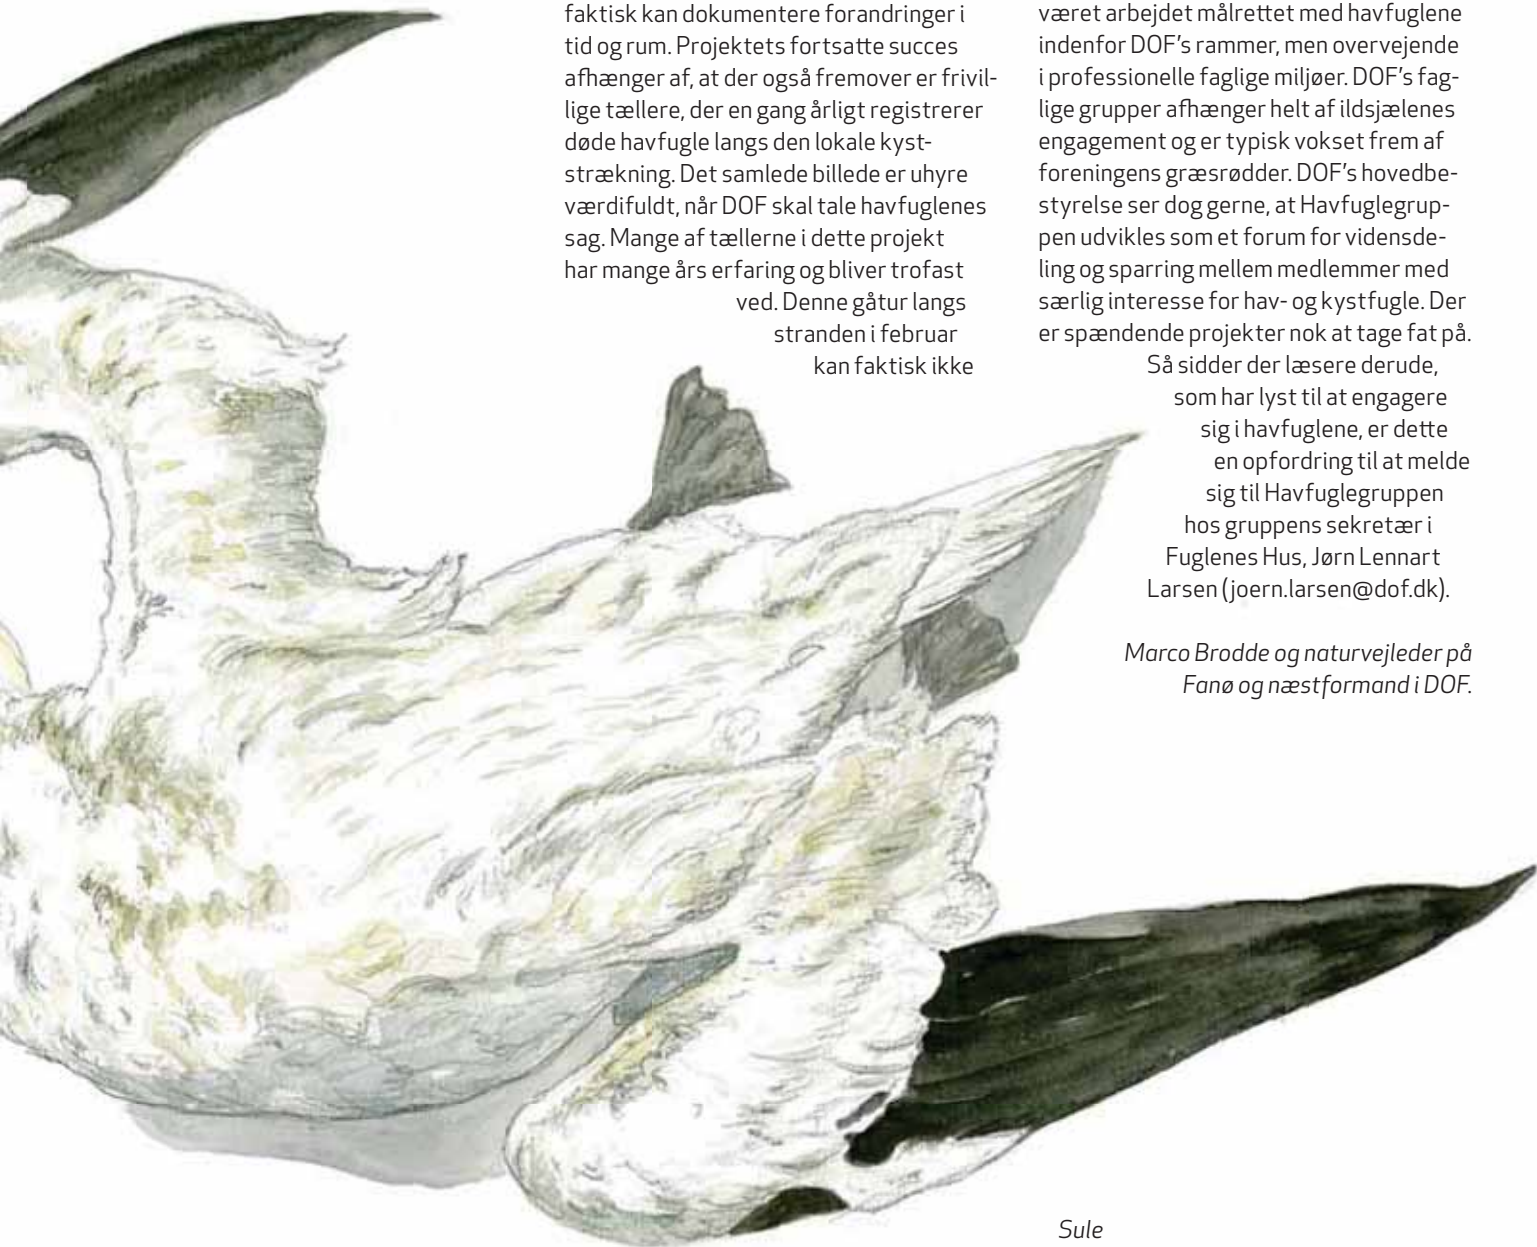 faktisk kan dokumentere forandringer i
tid og rum. Projektets fortsatte succes
afhænger af, at der også fremover er frivil-
lige tællere, der en gang årligt registrerer
døde havfugle langs den lokale kyst-
strækning. Det samlede billede er uhyre
værdifuldt, når DOF skal tale havfuglenes
sag. Mange af tællerne i dette projekt
har mange års erfaring og bliver trofast
ved. Denne gåtur langs
stranden i februar
kan faktisk ikke
været arbejdet målrettet med havfuglene
indenfor DOF’s rammer, men overvejende
i professionelle faglige miljøer. DOF’s fag-
lige grupper afhænger helt af ildsjælenes
engagement og er typisk vokset frem af
foreningens græsrødder. DOF’s hovedbe-
styrelse ser dog gerne, at Havfuglegrup-
pen udvikles som et forum for vidensde-
ling og sparring mellem medlemmer med
særlig interesse for hav- og kystfugle. Der
er spændende projekter nok at tage fat på.
Så sidder der læsere derude,
som har lyst til at engagere
sig i havfuglene, er dette
en opfordring til at melde
sig til Havfuglegruppen
hos gruppens sekretær i
Fuglenes Hus, Jørn Lennart
Larsen (joern.larsen@dof.dk).
Marco Brodde og naturvejleder på
Fanø og næstformand i DOF.
Sule